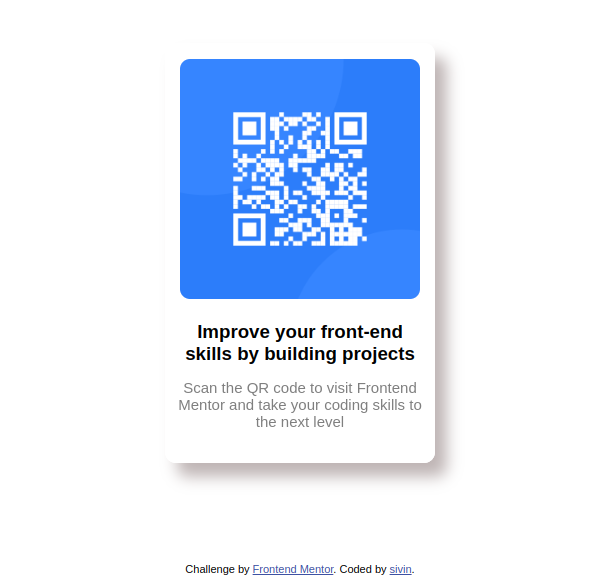 Improve your front-end
skills by building projects
Scan the QR code to visit Frontend
Mentor and take your coding skills to
the next level
Challenge by Frontend Mentor. Coded by sivin.